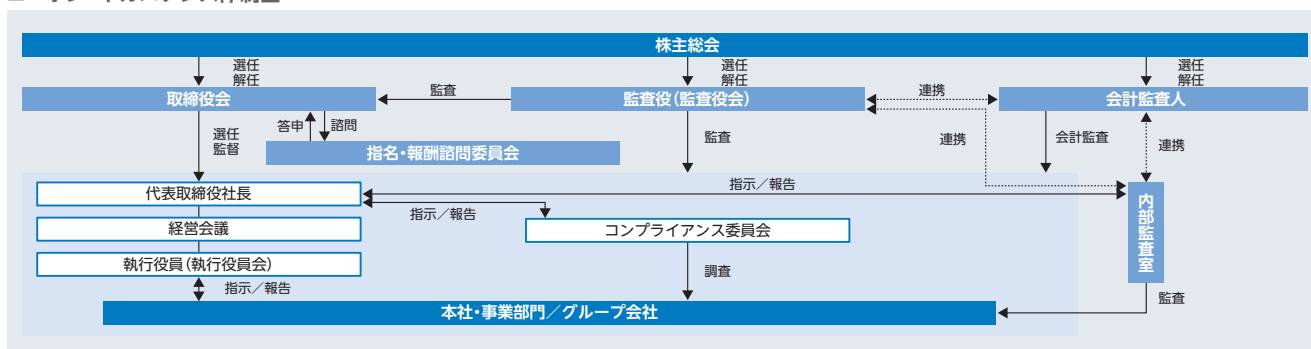 株主総会
選任
解任
選任
解任
選任
解任
取締役会
監査
監査役(監査役会)
連携
会計監査人
答申
諮問
選任
監督
指名・報酬諮問委員会
監査
連携
会計監査
連携
代表取締役社長
指示／報告
内部監査室
経営会議
指示／報告
コンプライアンス委員会
執行役員(執行役員会)
指示／報告
調査
監査
本社・事業部門／グループ会社